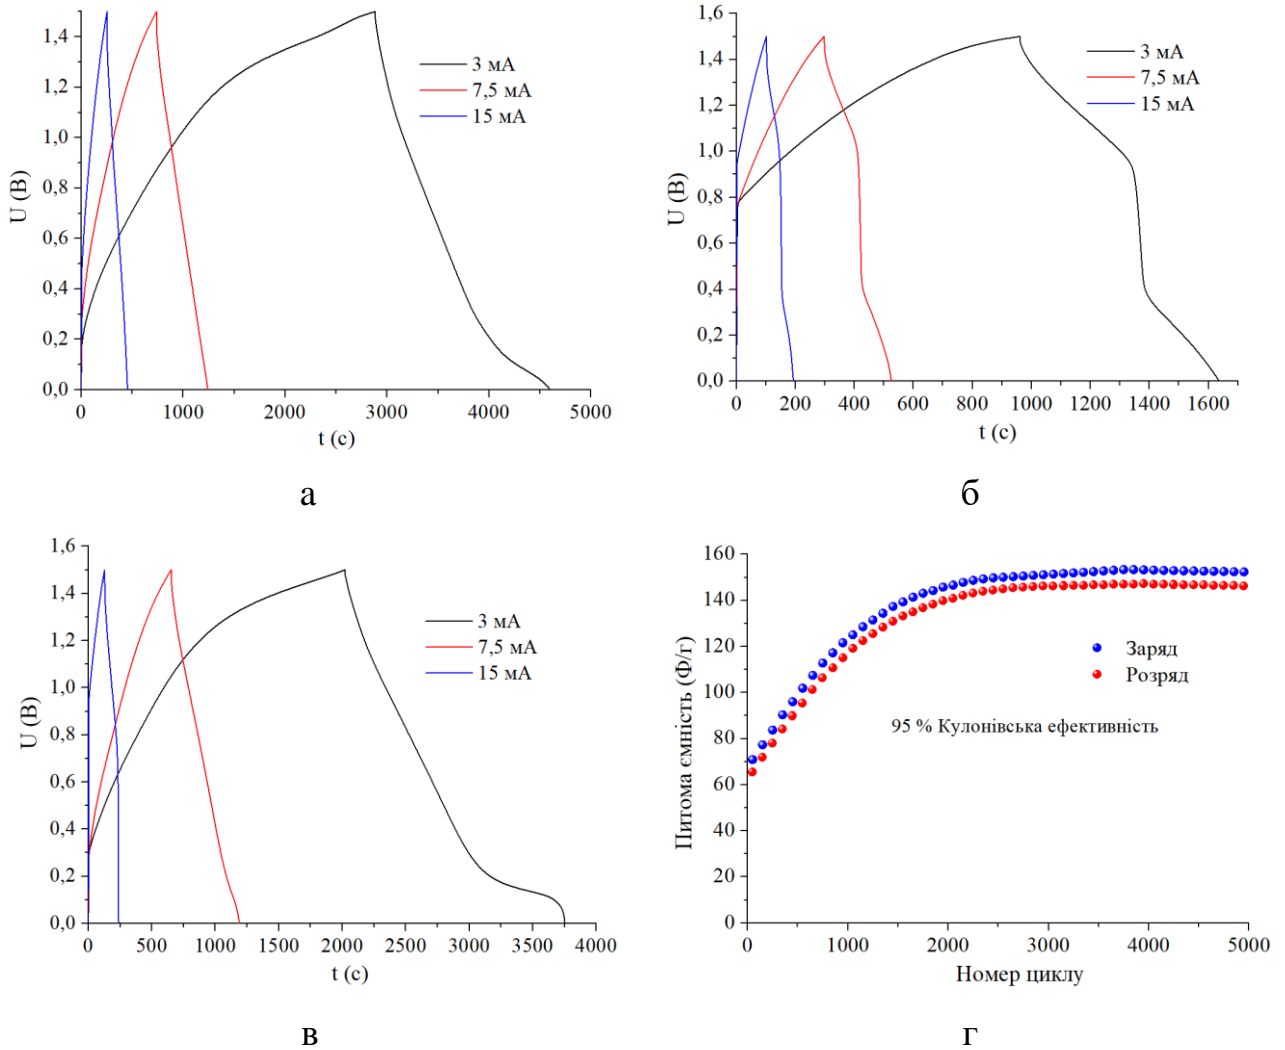 1,4
1,2
1,0
0,8
0,6
0,4
0,2
0,0
U (В)
0 1000 2000 3000 4000 5000
t (с)
3 мА
7,5 мА
15 мА
а
1,6
1,4
1,2
1,0
0,8
0,6
0,4
0,2
0,0
U (В)
0 200 400 600 800 1000 1200 1400 1600
t (с)
3 мА
7,5 мА
15 мА
б
1,6
1,4
1,2
1,0
0,8
0,6
0,4
0,2
0,0
U (В)
0 500 1000 1500 2000 2500 3000 3500 4000
t (с)
3 мА
7,5 мА
15 мА
в
160
140
120
100
80
60
40
20
0
Питома ємність (Ф/г)
0 1000 2000 3000 4000 5000
Номер циклу
Заряд
Розряд
95 % Кулонівська ефективність
г